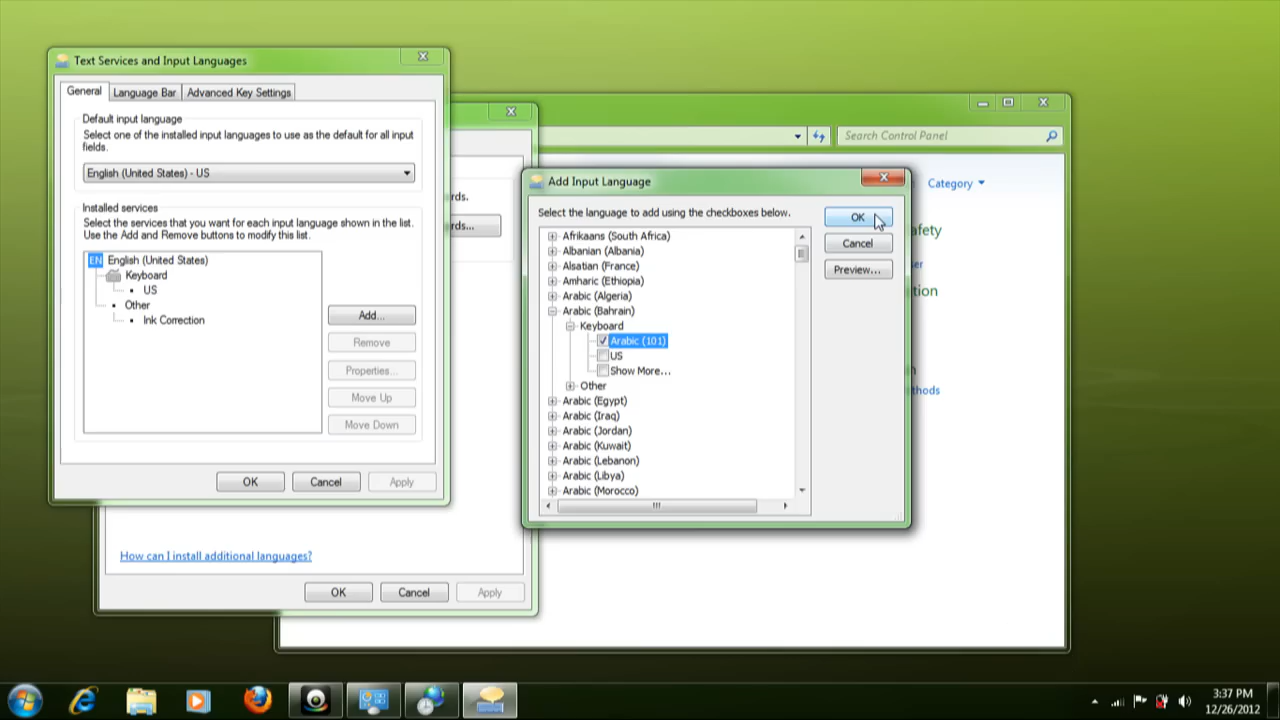 Text Services and Input Languages
General
Language Bar
Advanced Key Settings
Default input language
Select one of the installed input languages to use as the default for all input
fields.
English (United States) - US
Installed services
Select the services that you want for each input language shown in the list.
Use the Add and Remove buttons to modify this list.
EN English (United States)
Keyboard
US
Other
Ink Correction
Add...
Remove
Properties...
Move Up
Move Down
OK
Cancel
Apply
rds.
rds...
How can I install additional languages?
OK
Cancel
Apply
Search Control Panel
Category
afety
er
tion
n
thods
Add Input Language
Select the language to add using the checkboxes below.
Afrikaans (South Africa)
Albanian (Albania)
Alsatian (France)
Amharic (Ethiopia)
Arabic (Algeria)
Arabic (Bahrain)
Keyboard
Arabic (101)
US
Show More...
Other
Arabic (Egypt)
Arabic (Iraq)
Arabic (Jordan)
Arabic (Kuwait)
Arabic (Lebanon)
Arabic (Libya)
Arabic (Morocco)
OK
Cancel
Preview...
3:37 PM
12/26/2012